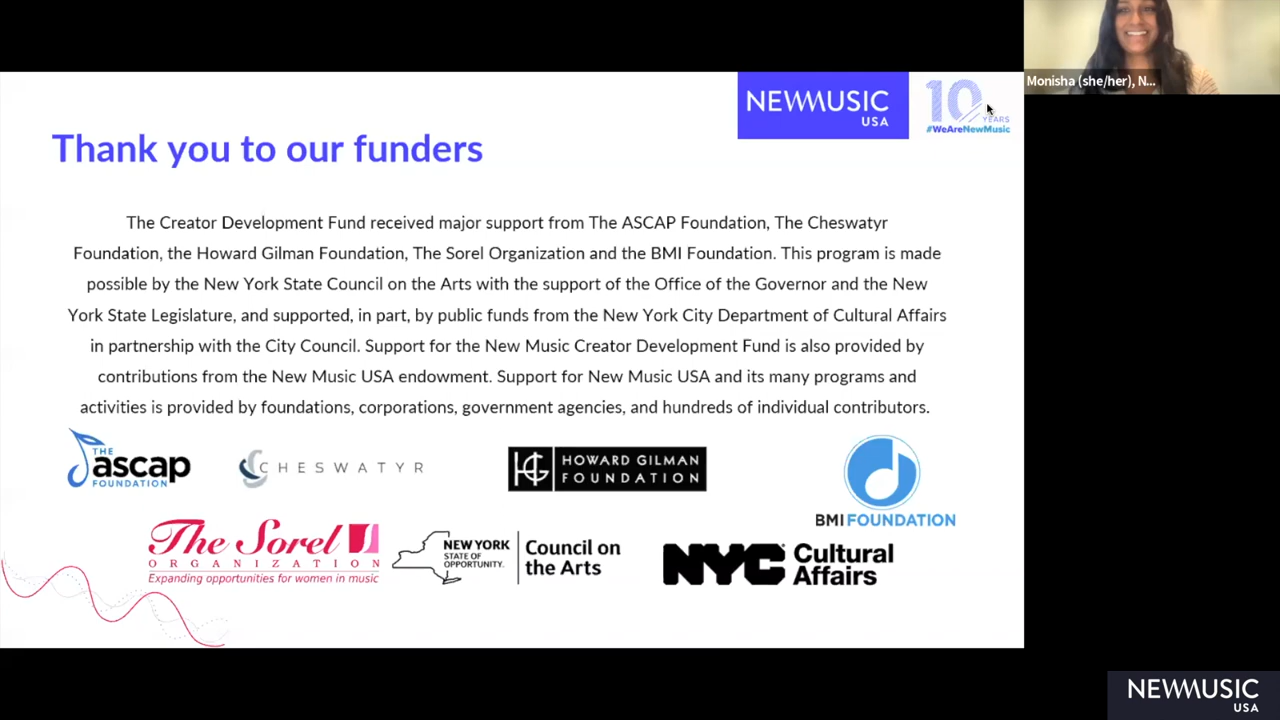 Monisha (she/her), N...
NEWMUSIC
USA
10
YEARS
#WeAreNewMusic
Thank you to our funders
The Creator Development Fund received major support from The ASCAP Foundation, The Cheswatyr
Foundation, the Howard Gilman Foundation, The Sorel Organization and the BMI Foundation. This program is made
possible by the New York State Council on the Arts with the support of the Office of the Governor and the New
York State Legislature, and supported, in part, by public funds from the New York City Department of Cultural Affairs
in partnership with the City Council. Support for the New Music Creator Development Fund is also provided by
contributions from the New Music USA endowment. Support for New Music USA and its many programs and
activities is provided by foundations, corporations, government agencies, and hundreds of individual contributors.
THE
ascap
FOUNDATION
CHESWATYR
HG
HOWARD GILMAN
FOUNDATION
BMI FOUNDATION
The Sorel
ORGANIZATION
Expanding opportunities for women in music
NEW YORK
STATE OF
OPPORTUNITY.
Council on
the Arts
NYC
Cultural
Affairs
NEWMUSIC
USA